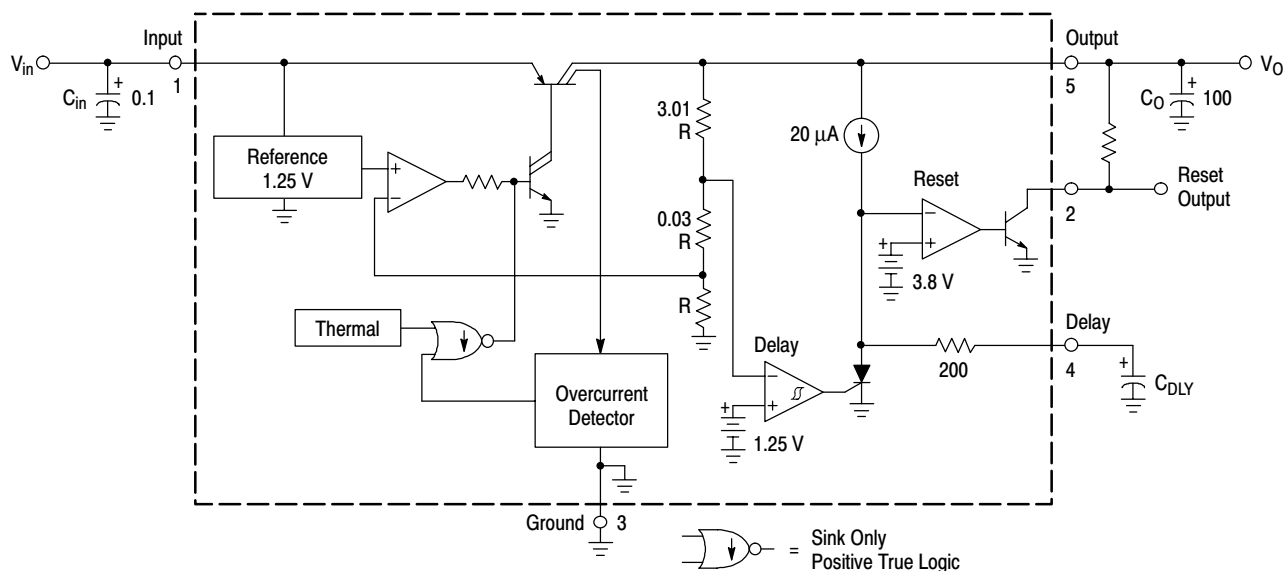 Input
Output
Vin
VO
1
5
Cin
+
0.1
3.01
R
CO
+
100
20 μA
Reference
1.25 V
+
−
Reset
Reset
Output
2
0.03
R
−
+
+
3.8 V
R
Thermal
Delay
Delay
200
4
+
CDLY
−
+
+
1.25 V
Overcurrent
Detector
Ground
3
=
Sink Only
Positive True Logic